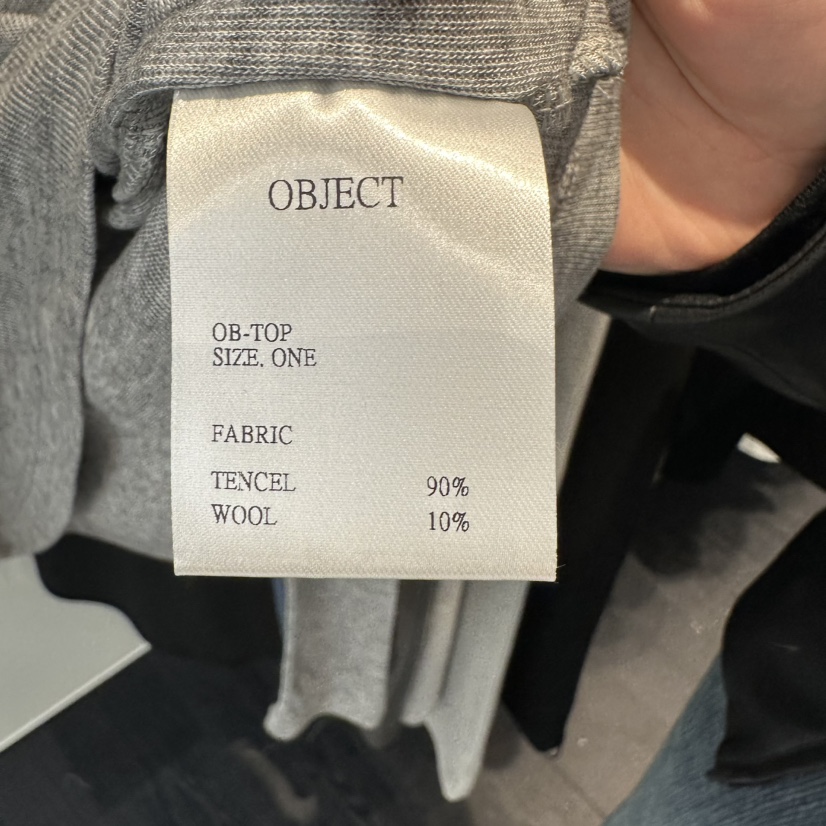 OBJECT
OB-TOP
SIZE. ONE
FABRIC
TENCEL 90%
WOOL 10%